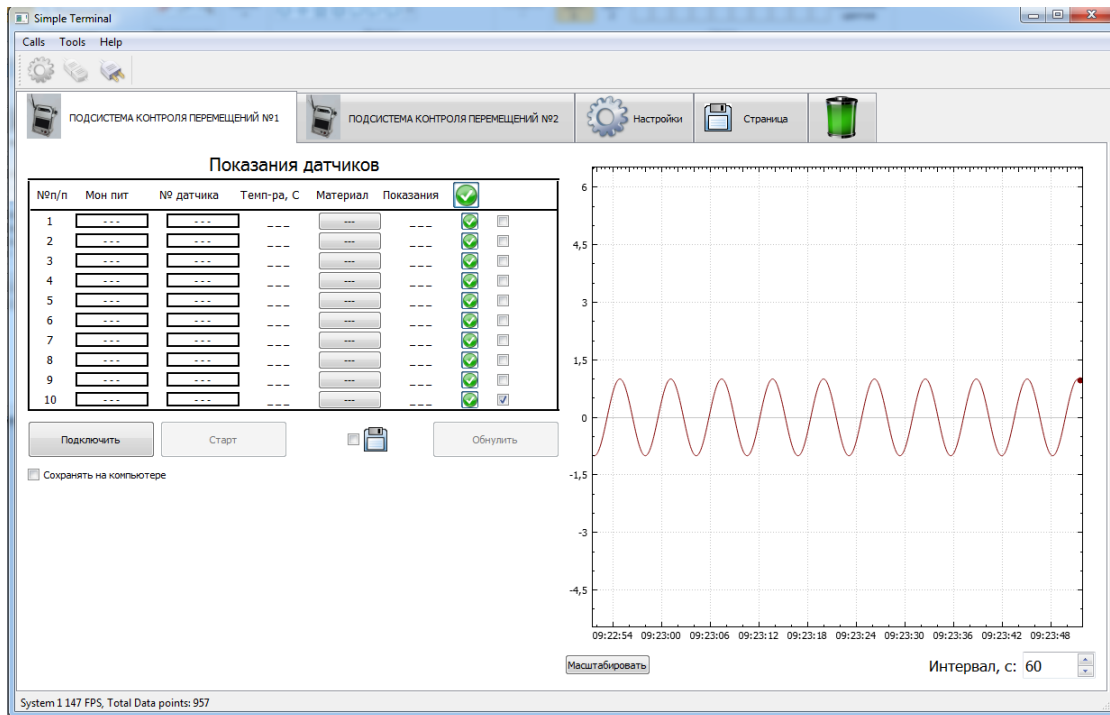 Simple Terminal
Calls Tools Help
ПОДСИСТЕМА КОНТРОЛЯ ПЕРЕМЕЩЕНИЙ №1 ПОДСИСТЕМА КОНТРОЛЯ ПЕРЕМЕЩЕНИЙ №2 Настройки Страница
Показания датчиков
№п/п Мон пит № датчика Темп-ра, С Материал Показания
1 --- --- --- --- ---
2 --- --- --- --- ---
3 --- --- --- --- ---
4 --- --- --- --- ---
5 --- --- --- --- ---
6 --- --- --- --- ---
7 --- --- --- --- ---
8 --- --- --- --- ---
9 --- --- --- --- ---
10 --- --- --- --- ---
Подключить Старт Обнулить
Сохранять на компьютере
6
4,5
3
1,5
0
-1,5
-3
-4,5
09:22:54 09:23:00 09:23:06 09:23:12 09:23:18 09:23:24 09:23:30 09:23:36 09:23:42 09:23:48
Масштабировать Интервал, с: 60
System 1 147 FPS, Total Data points: 957